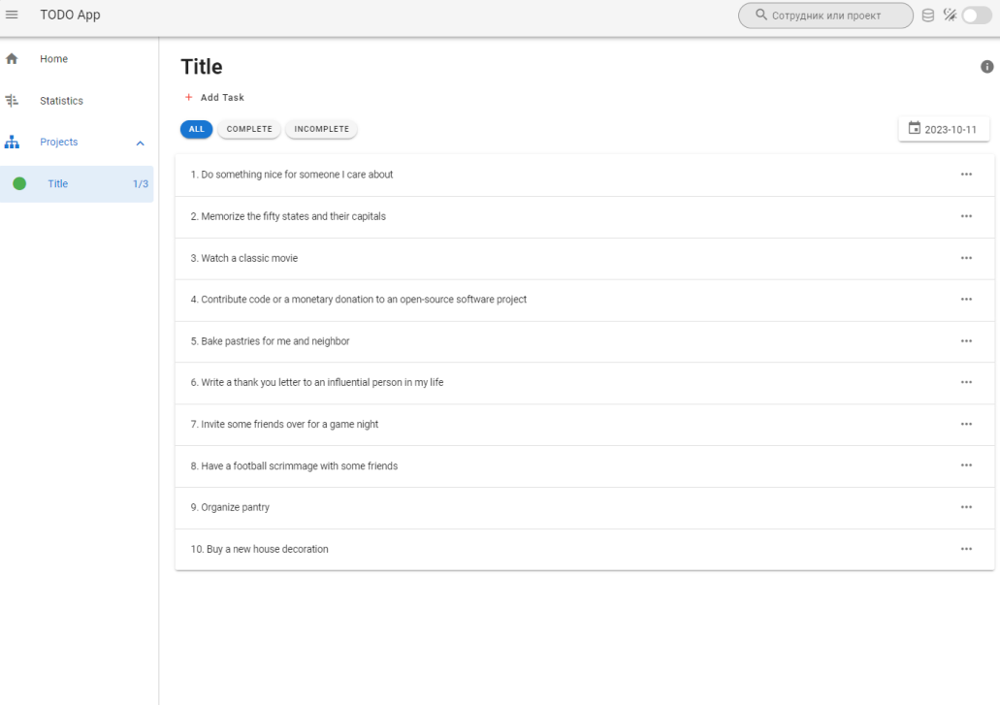 TODO App
Сотрудник или проект
Home
Statistics
Projects
Title 1/3
Title
+ Add Task
ALL COMPLETE INCOMPLETE
2023-10-11
1. Do something nice for someone I care about
2. Memorize the fifty states and their capitals
3. Watch a classic movie
4. Contribute code or a monetary donation to an open-source software project
5. Bake pastries for me and neighbor
6. Write a thank you letter to an influential person in my life
7. Invite some friends over for a game night
8. Have a football scrimmage with some friends
9. Organize pantry
10. Buy a new house decoration